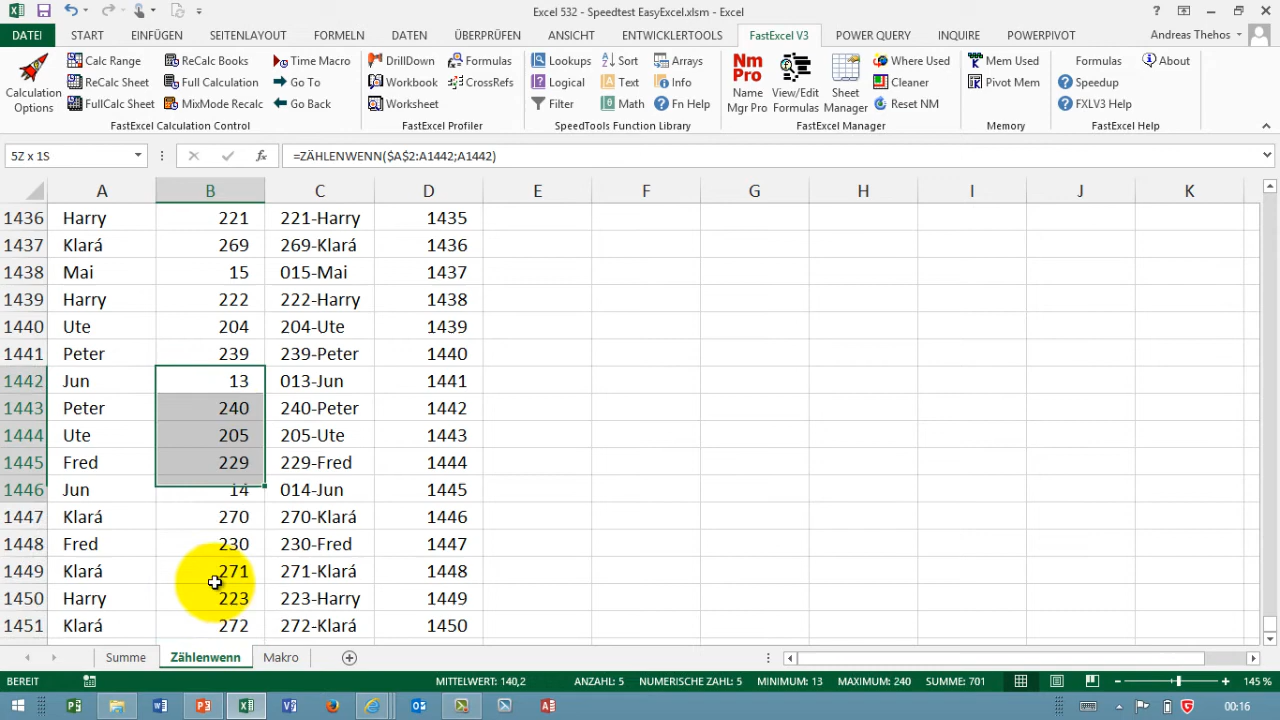 Excel 532 - Speedtest EasyExcel.xlsm - Excel
DATEI START EINFÜGEN SEITENLAYOUT FORMELN DATEN ÜBERPRÜFEN ANSICHT ENTWICKLERTOOLS FastExcel V3 POWER QUERY INQUIRE POWERPIVOT Andreas Thehos
Calculation Options
Calc Range
ReCalc Sheet
FullCalc Sheet
ReCalc Books
Full Calculation
MixMode Recalc
Time Macro
Go To
Go Back
FastExcel Calculation Control
DrillDown
Workbook
Worksheet
Formulas
CrossRefs
FastExcel Profiler
Lookups
Logical
Filter
Sort
Text
Math
Arrays
Info
Fn Help
SpeedTools Function Library
Nm Pro
Name Mgr Pro
View/Edit Formulas
Sheet Manager
Where Used
Cleaner
Reset NM
FastExcel Manager
Mem Used
Pivot Mem
Memory
Formulas
Speedup
FXLV3 Help
About
FastExcel Help
5Z x 1S
=ZÄHLENWENN($A$2:A1442;A1442)
A B C D E F G H I J K
1436 Harry 221 221-Harry 1435
1437 Klará 269 269-Klará 1436
1438 Mai 15 015-Mai 1437
1439 Harry 222 222-Harry 1438
1440 Ute 204 204-Ute 1439
1441 Peter 239 239-Peter 1440
1442 Jun 13 013-Jun 1441
1443 Peter 240 240-Peter 1442
1444 Ute 205 205-Ute 1443
1445 Fred 229 229-Fred 1444
1446 Jun 14 014-Jun 1445
1447 Klará 270 270-Klará 1446
1448 Fred 230 230-Fred 1447
1449 Klará 271 271-Klará 1448
1450 Harry 223 223-Harry 1449
1451 Klará 272 272-Klará 1450
Summe Zählenwenn Makro
BEREIT MITTELWERT: 140,2 ANZAHL: 5 NUMERISCHE ZAHL: 5 MINIMUM: 13 MAXIMUM: 240 SUMME: 701 145 %
00:16